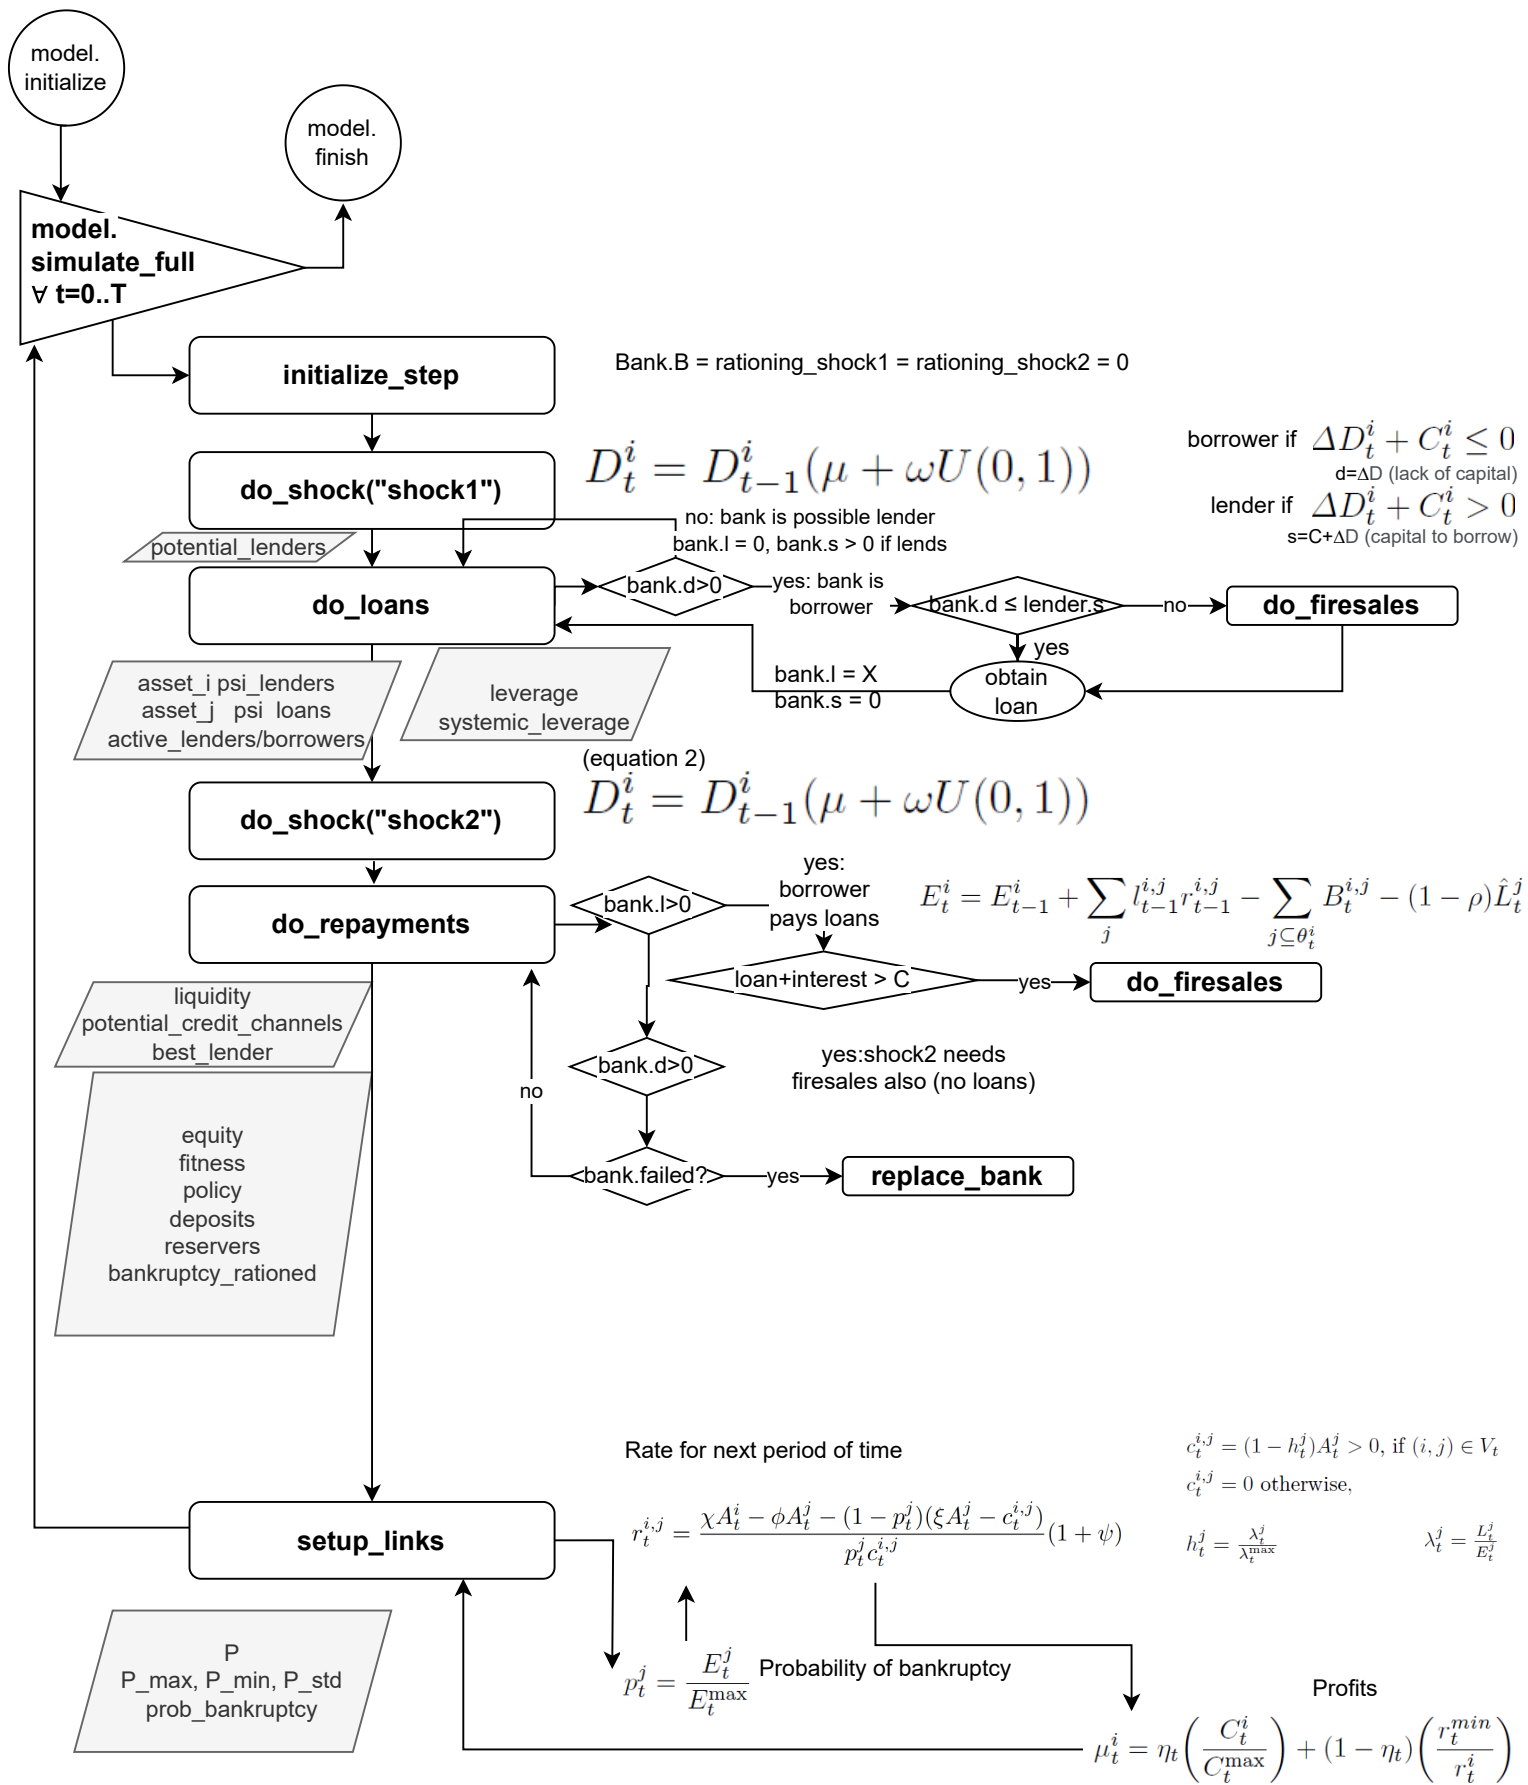 model.
initialize
model.
finish
model.
simulate_full
∀ t=0..T
initialize_step
Bank.B = rationing_shock1 = rationing_shock2 = 0
do_shock("shock1")
D_t^i = D_{t-1}^i(μ + ωU(0,1))
borrower if ΔD_t^i + C_t^i ≤ 0
d=ΔD (lack of capital)
lender if ΔD_t^i + C_t^i > 0
s=C+ΔD (capital to borrow)
potential_lenders
no: bank is possible lender
bank.l = 0, bank.s > 0 if lends
do_loans
bank.d>0
yes: bank is
borrower
bank.d ≤ lender.s
no
do_firesales
yes
obtain
loan
bank.l = X
bank.s = 0
asset_i psi_lenders
asset_j psi loans
active_lenders/borrowers
leverage
systemic_leverage
(equation 2)
do_shock("shock2")
D_t^i = D_{t-1}^i(μ + ωU(0,1))
do_repayments
bank.l>0
yes:
borrower
pays loans
E_t^i = E_{t-1}^i + ∑_j l_{t-1}^{i,j} r_{t-1}^{i,j} − ∑_{j⊆θ_t^i} B_t^{i,j} − (1 − ρ)L̂_t^j
loan+interest > C
yes
do_firesales
liquidity
potential_credit_channels
best_lender
bank.d>0
yes:shock2 needs
firesales also (no loans)
no
bank.failed?
yes
replace_bank
equity
fitness
policy
deposits
reservers
bankruptcy_rationed
Rate for next period of time
c_t^{i,j} = (1 − h_t^j)A_t^j > 0, if (i, j) ∈ V_t
c_t^{i,j} = 0 otherwise,
setup_links
r_t^{i,j} = \frac{χA_t^i − φA_t^j − (1 − p_t^j)(ξA_t^j − c_t^{i,j})}{p_t^j c_t^{i,j}}(1 + ψ)
h_t^j = \frac{λ_t^j}{λ_t^{max}}
λ_t^j = \frac{L_t^j}{E_t^j}
P
P_max, P_min, P_std
prob_bankruptcy
p_t^j = \frac{E_t^j}{E_t^{max}}
Probability of bankruptcy
Profits
μ_t^i = η_t(\frac{C_t^i}{C_t^{max}}) + (1 − η_t)(\frac{r_t^{min}}{r_t^i})